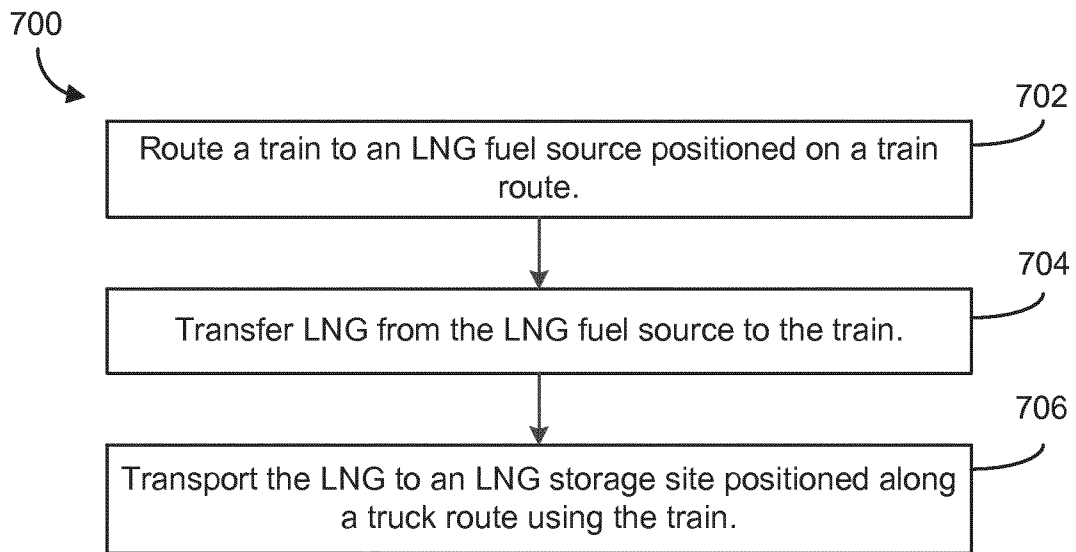 700
702
Route a train to an LNG fuel source positioned on a train
route.
704
Transfer LNG from the LNG fuel source to the train.
706
Transport the LNG to an LNG storage site positioned along
a truck route using the train.